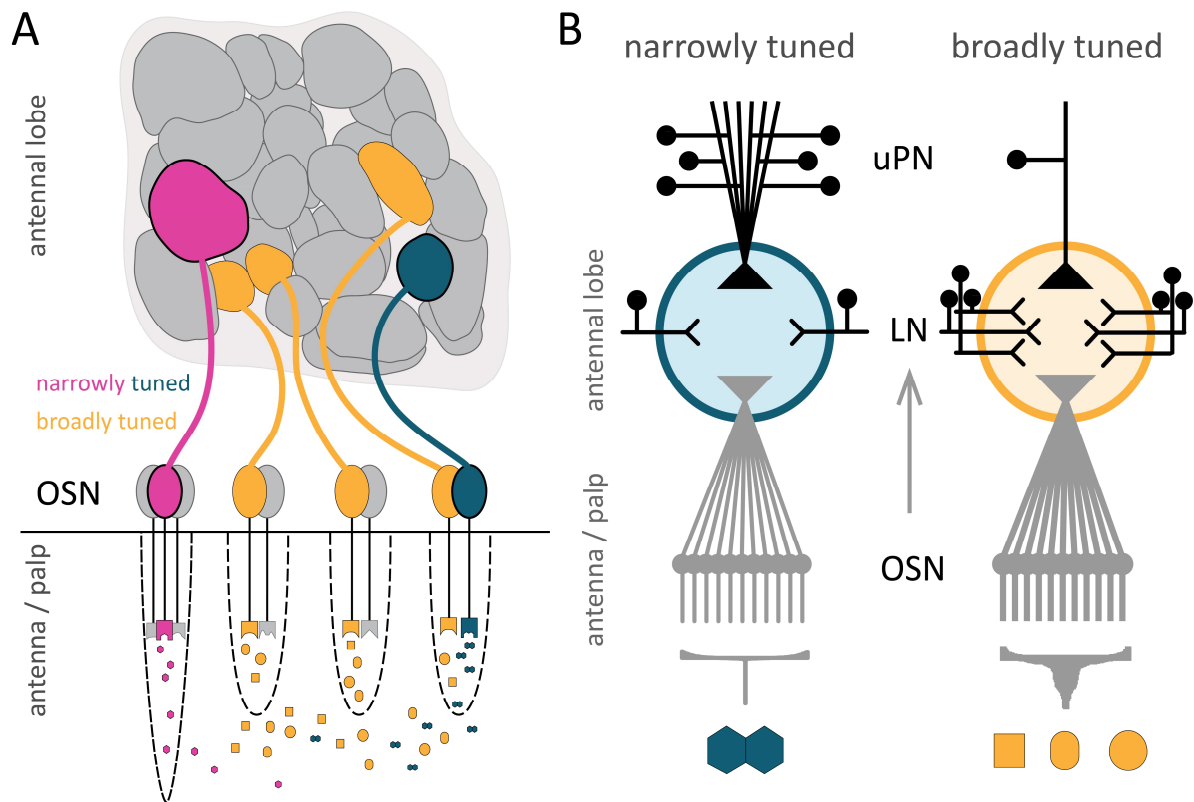 A
antennal lobe
narrowly tuned
broadly tuned
OSN
antenna / palp
B
narrowly tuned
broadly tuned
uPN
antennal lobe
LN
OSN
antenna / palp